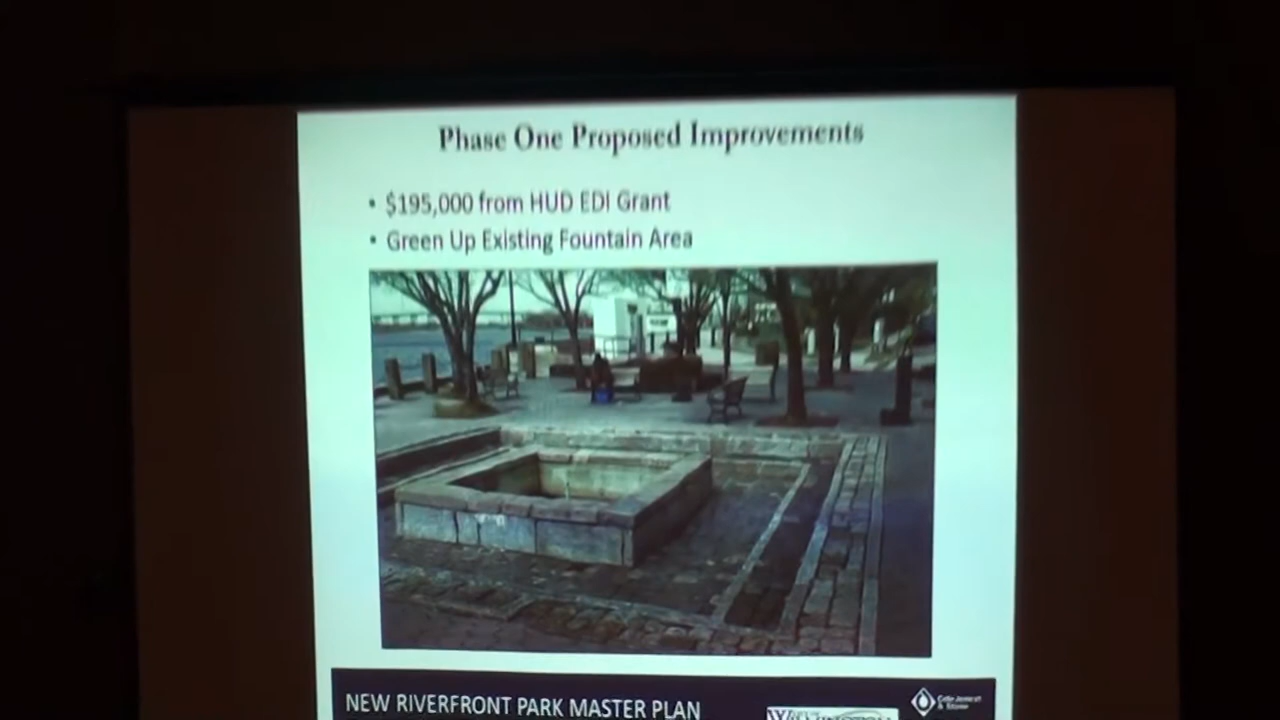 Phase One Proposed Improvements
• $195,000 from HUD EDI Grant
• Green Up Existing Fountain Area
NEW RIVERFRONT PARK MASTER PLAN
WILMINGTON